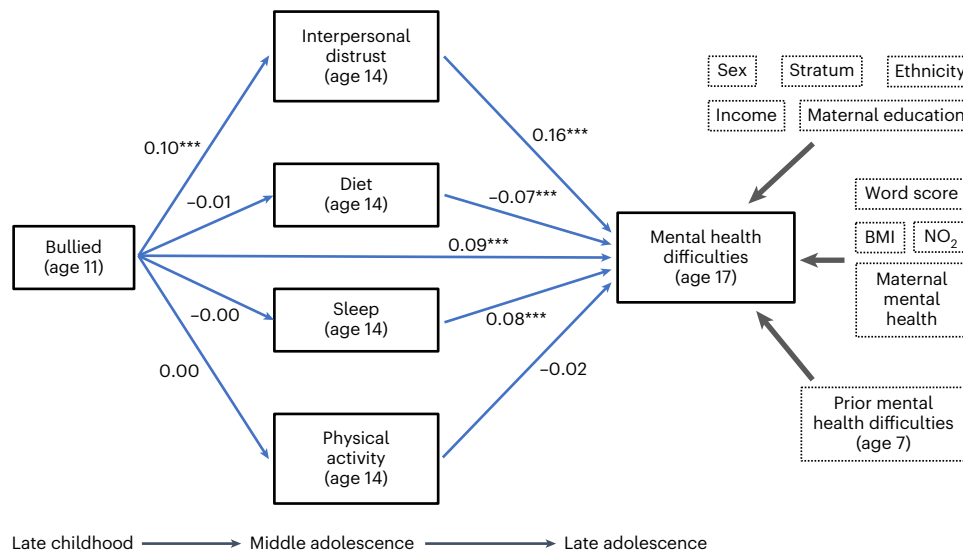 Interpersonal
distrust
(age 14)
Sex
Stratum
Ethnicity
Income
Maternal education
0.10***
0.16***
Diet
(age 14)
–0.01
–0.07***
Word score
Bullied
(age 11)
0.09***
Mental health
difficulties
(age 17)
BMI
NO2
Maternal
mental
health
Sleep
(age 14)
–0.00
0.08***
0.00
–0.02
Prior mental
health difficulties
(age 7)
Physical
activity
(age 14)
Late childhood
Middle adolescence
Late adolescence